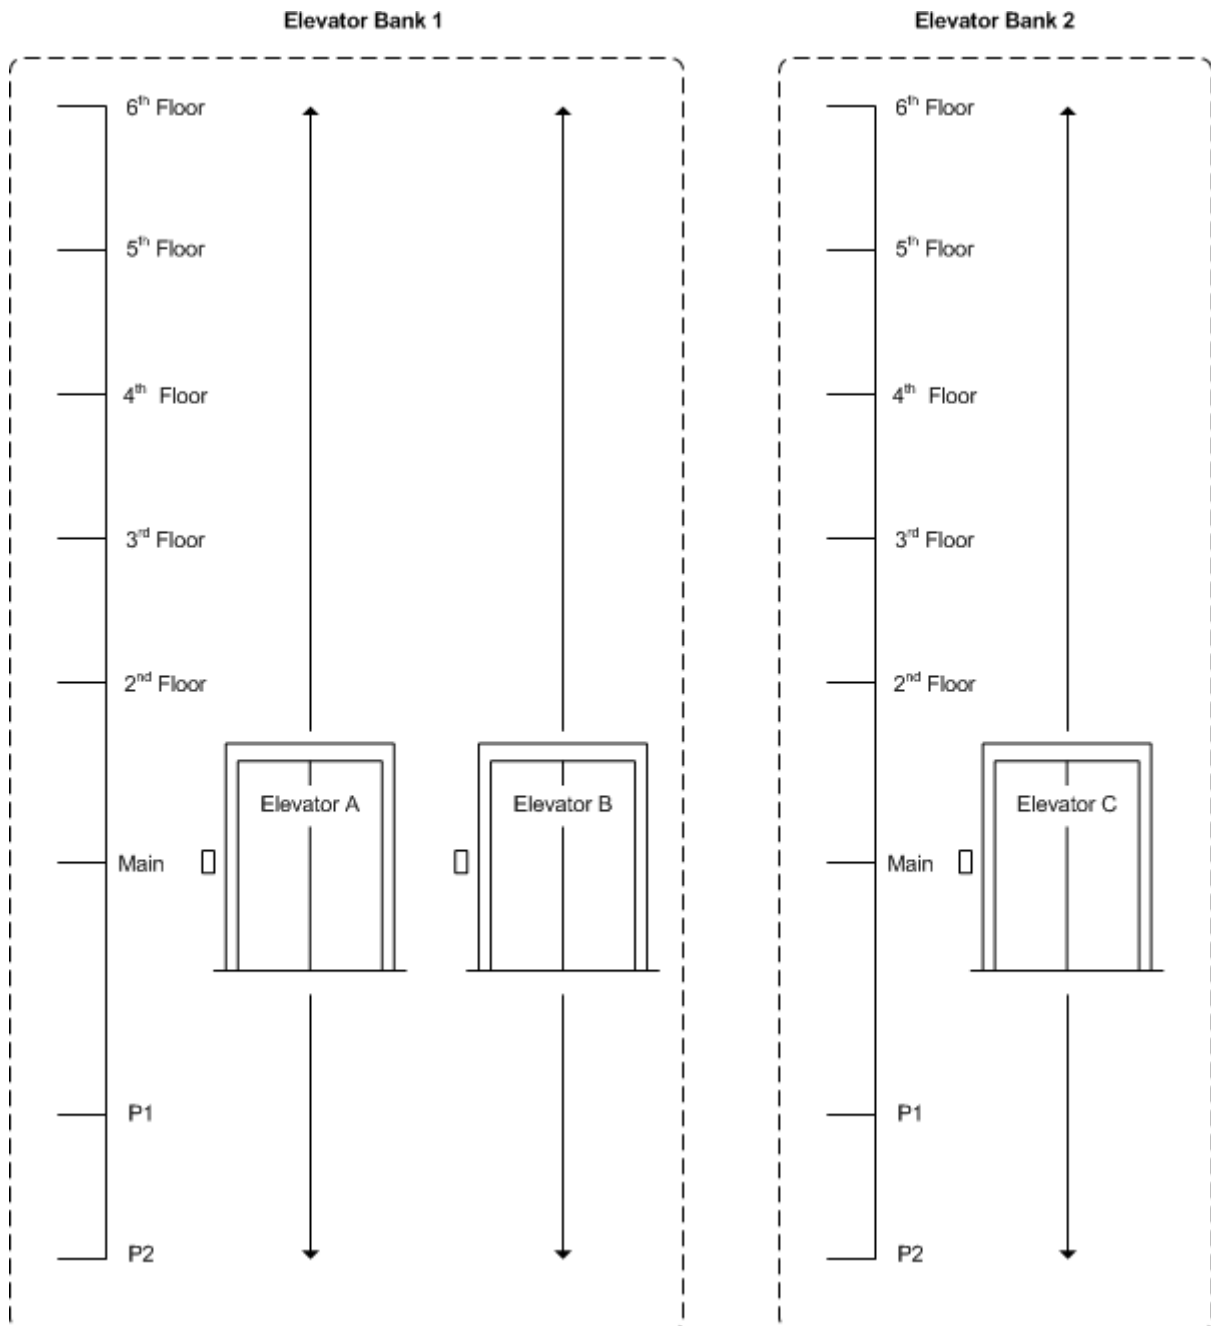 Elevator Bank 1
6th Floor
5th Floor
4th Floor
3rd Floor
2nd Floor
Elevator A
Elevator B
Main
P1
P2
Elevator Bank 2
6th Floor
5th Floor
4th Floor
3rd Floor
2nd Floor
Elevator C
Main
P1
P2